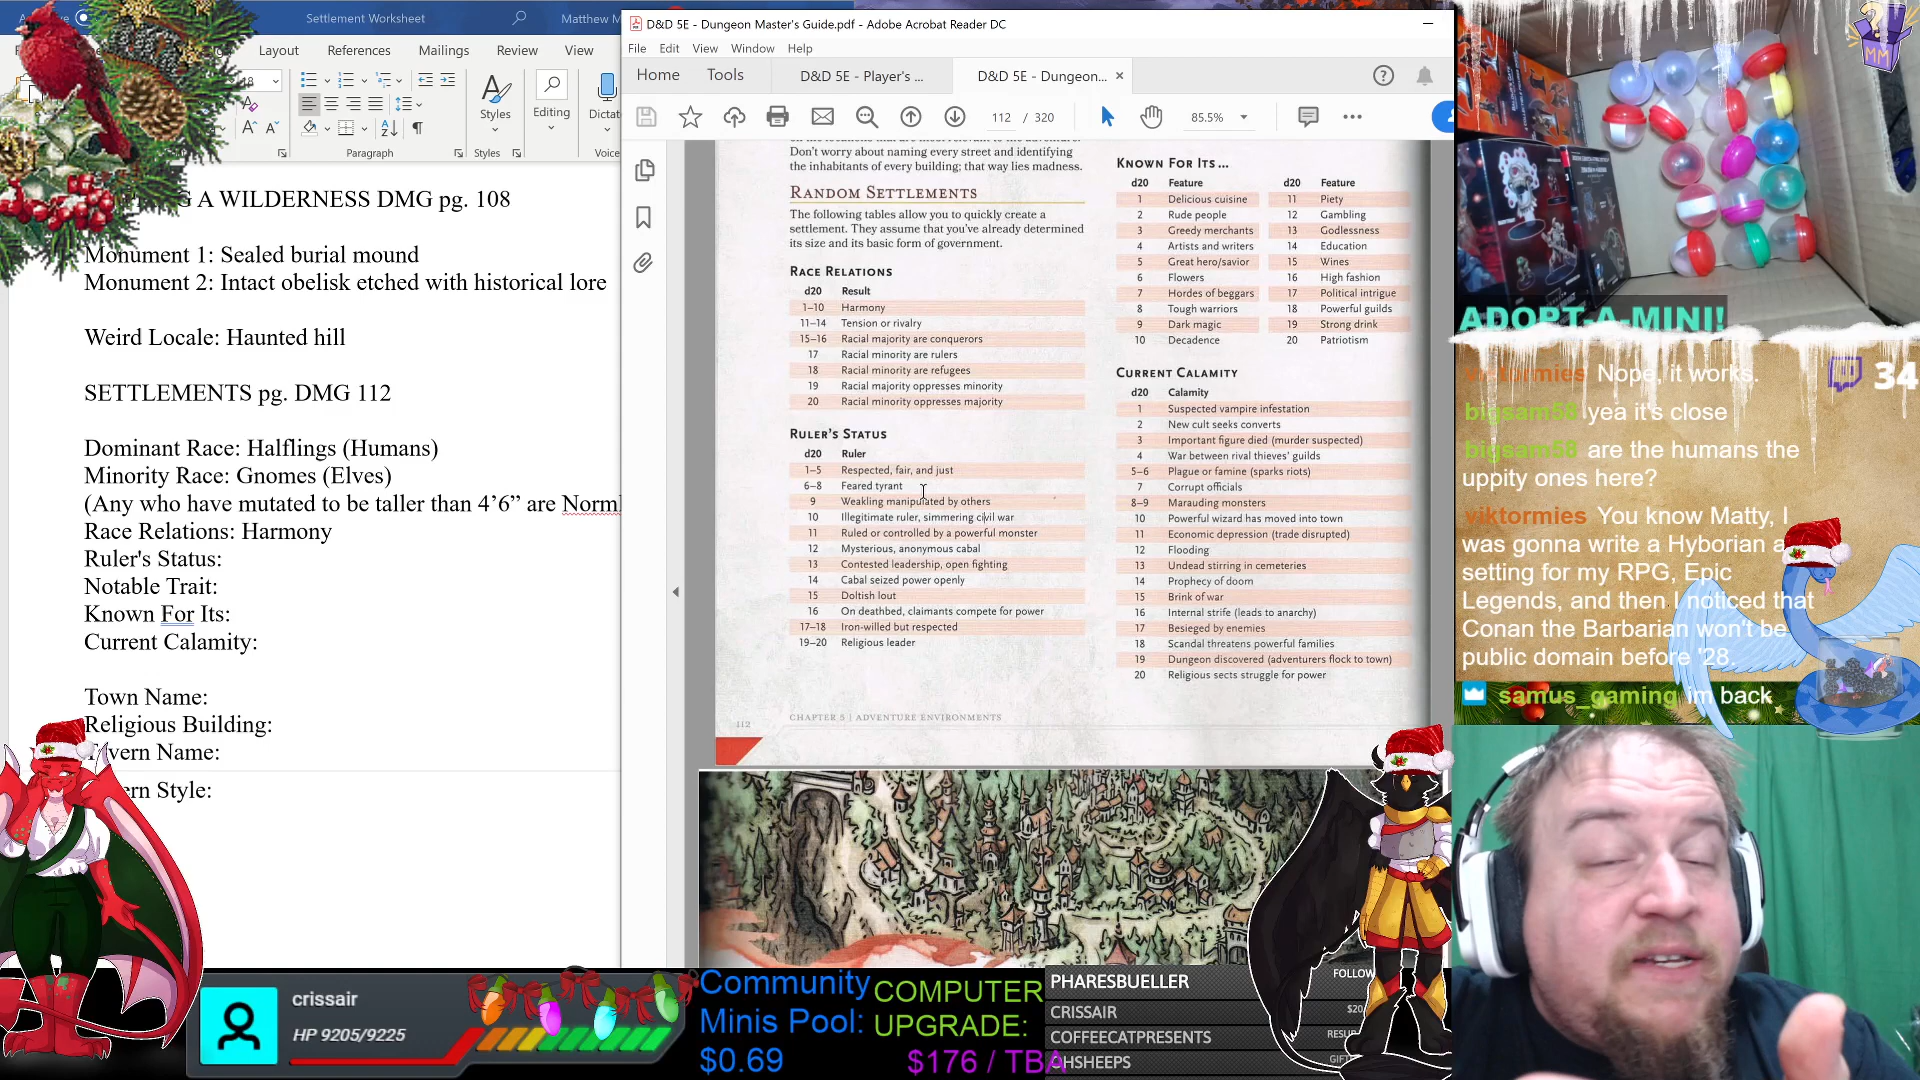 Settlement Worksheet
Matthew M
Layout
References
Mailings
Review
View
Styles
Editing
Dictat
Paragraph
Styles
Voice
G A WILDERNESS DMG pg. 108
Monument 1: Sealed burial mound
Monument 2: Intact obelisk etched with historical lore
Weird Locale: Haunted hill
SETTLEMENTS pg. DMG 112
Dominant Race: Halflings (Humans)
Minority Race: Gnomes (Elves)
(Any who have mutated to be taller than 4’6” are Norml
Race Relations: Harmony
Ruler's Status:
Notable Trait:
Known For Its:
Current Calamity:
Town Name:
Religious Building:
vern Name:
ern Style:
D&D 5E - Dungeon Master's Guide.pdf - Adobe Acrobat Reader DC
File Edit View Window Help
Home
Tools
D&D 5E - Player's ...
D&D 5E - Dungeon...
112 / 320
85.5%
Don't worry about naming every street and identifying
the inhabitants of every building; that way lies madness.
RANDOM SETTLEMENTS
The following tables allow you to quickly create a
settlement. They assume that you've already determined
its size and its basic form of government.
RACE RELATIONS
d20 Result
1–10 Harmony
11–14 Tension or rivalry
15–16 Racial majority are conquerors
17 Racial minority are rulers
18 Racial minority are refugees
19 Racial majority oppresses minority
20 Racial minority oppresses majority
RULER'S STATUS
d20 Ruler
1–5 Respected, fair, and just
6–8 Feared tyrant
9 Weakling manipulated by others
10 Illegitimate ruler, simmering civil war
11 Ruled or controlled by a powerful monster
12 Mysterious, anonymous cabal
13 Contested leadership, open fighting
14 Cabal seized power openly
15 Doltish lout
16 On deathbed, claimants compete for power
17–18 Iron-willed but respected
19–20 Religious leader
112
CHAPTER 5 | ADVENTURE ENVIRONMENTS
KNOWN FOR ITS ...
d20 Feature d20 Feature
1 Delicious cuisine 11 Piety
2 Rude people 12 Gambling
3 Greedy merchants 13 Godlessness
4 Artists and writers 14 Education
5 Great hero/savior 15 Wines
6 Flowers 16 High fashion
7 Hordes of beggars 17 Political intrigue
8 Tough warriors 18 Powerful guilds
9 Dark magic 19 Strong drink
10 Decadence 20 Patriotism
CURRENT CALAMITY
d20 Calamity
1 Suspected vampire infestation
2 New cult seeks converts
3 Important figure died (murder suspected)
4 War between rival thieves' guilds
5–6 Plague or famine (sparks riots)
7 Corrupt officials
8–9 Marauding monsters
10 Powerful wizard has moved into town
11 Economic depression (trade disrupted)
12 Flooding
13 Undead stirring in cemeteries
14 Prophecy of doom
15 Brink of war
16 Internal strife (leads to anarchy)
17 Besieged by enemies
18 Scandal threatens powerful families
19 Dungeon discovered (adventurers flock to town)
20 Religious sects struggle for power
MM
ADOPT-A-MINI!
34
viktormies Nope, it works.
bigsam58 yea it's close
bigsam58 are the humans the
uppity ones here?
viktormies You know Matty, I
was gonna write a Hyborian a
setting for my RPG, Epic
Legends, and then I noticed that
Conan the Barbarian won't be
public domain before '28.
samus_gaming im back
crissair
HP 9205/9225
Community
Minis Pool:
$0.69
COMPUTER
UPGRADE:
$176 / TBA
PHARESBUELLER FOLLOW
CRISSAIR $20
COFFEECATPRESENTS RESU
OHSHEEPS GIFT